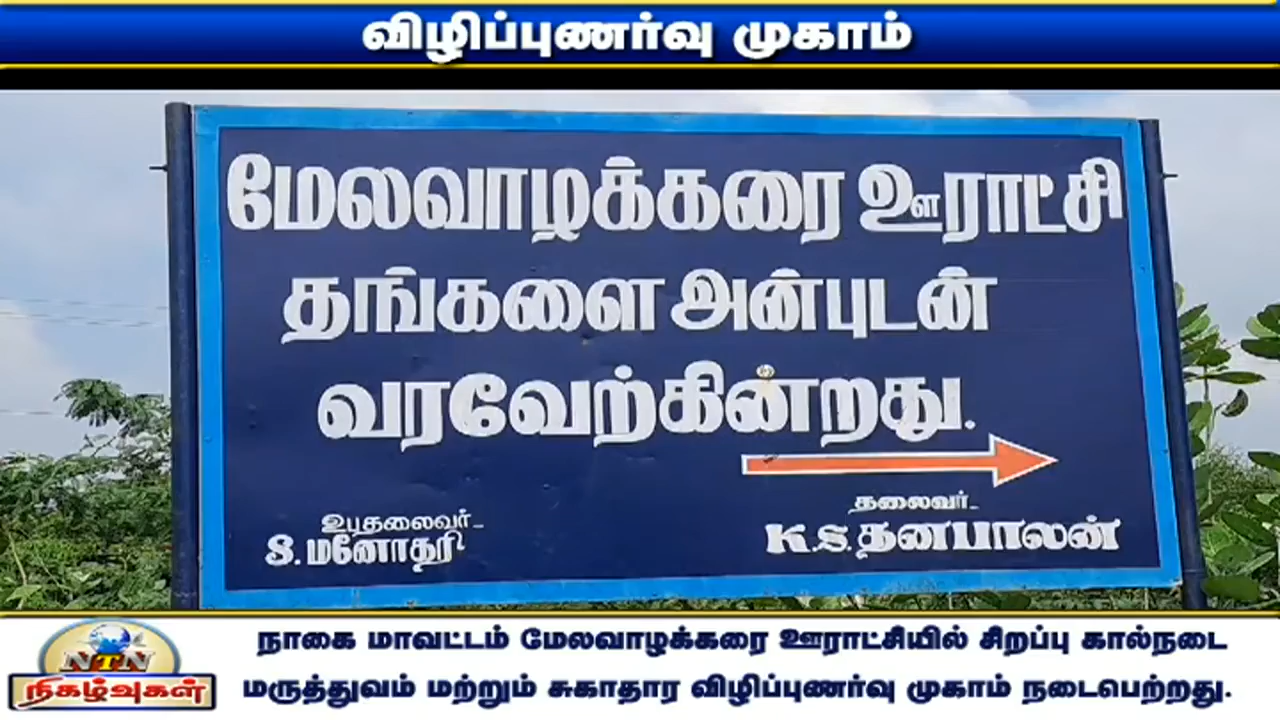 விழிப்புணர்வு முகாம்
மேலவாழக்கரை ஊராட்சி
தங்களை அன்புடன்
வரவேற்கின்றது.
உபதலைவர்
S. மனோதரி
தலைவர்
K.S. தனபாலன்
NTN
நிகழ்வுகள்
நாகை மாவட்டம் மேலவாழக்கரை ஊராட்சியில் சிறப்பு கால்நடை
மருத்துவம் மற்றும் சுகாதார விழிப்புணர்வு முகாம் நடைபெற்றது.